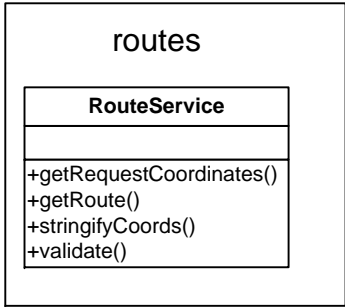 routes
RouteService
+getRequestCoordinates()
+getRoute()
+stringifyCoords()
+validate()